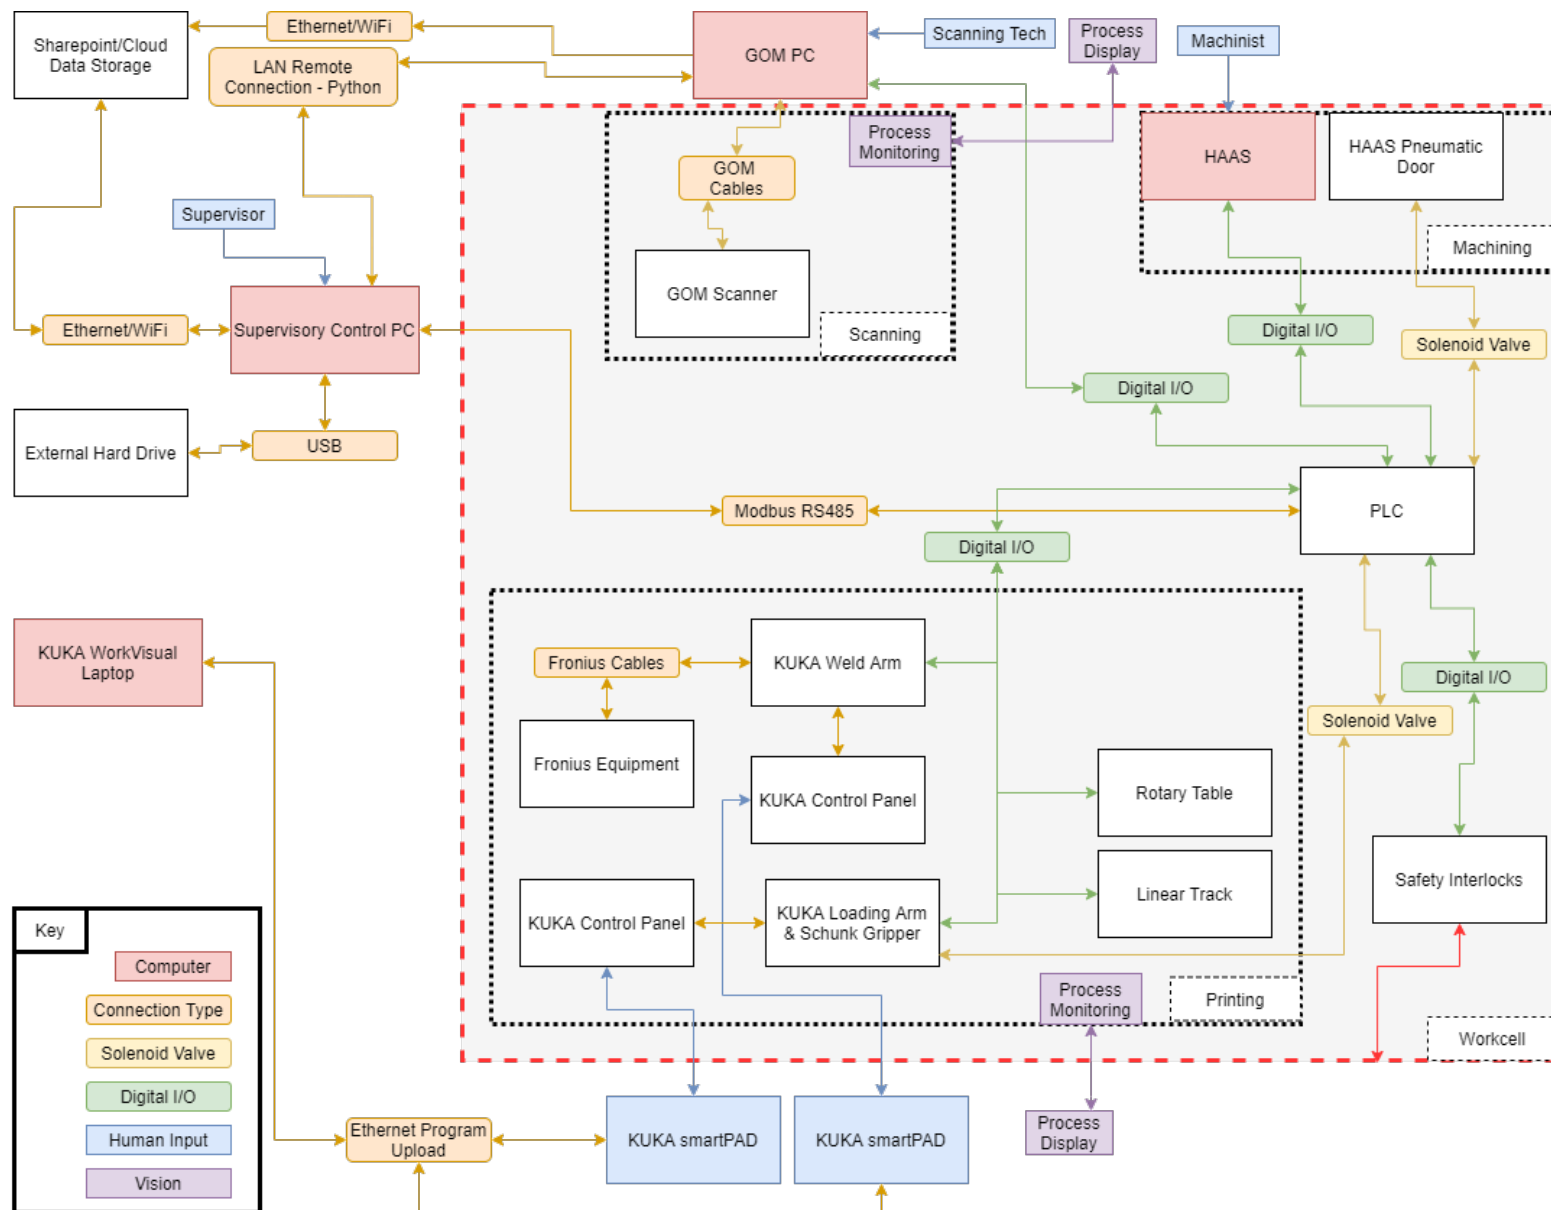 Sharepoint/Cloud
Data Storage
Ethernet/WiFi
LAN Remote
Connection - Python
GOM PC
Scanning Tech
Process
Display
Machinist
Process
Monitoring
GOM
Cables
HAAS
HAAS Pneumatic
Door
Supervisor
Machining
GOM Scanner
Scanning
Ethernet/WiFi
Supervisory Control PC
Digital I/O
Solenoid Valve
Digital I/O
External Hard Drive
USB
Modbus RS485
PLC
Digital I/O
KUKA WorkVisual
Laptop
Fronius Cables
KUKA Weld Arm
Digital I/O
Solenoid Valve
Fronius Equipment
KUKA Control Panel
Rotary Table
Linear Track
Safety Interlocks
KUKA Control Panel
KUKA Loading Arm
& Schunk Gripper
Process
Monitoring
Printing
Workcell
Key
Computer
Connection Type
Solenoid Valve
Digital I/O
Human Input
Vision
Ethernet Program
Upload
KUKA smartPAD
KUKA smartPAD
Process
Display